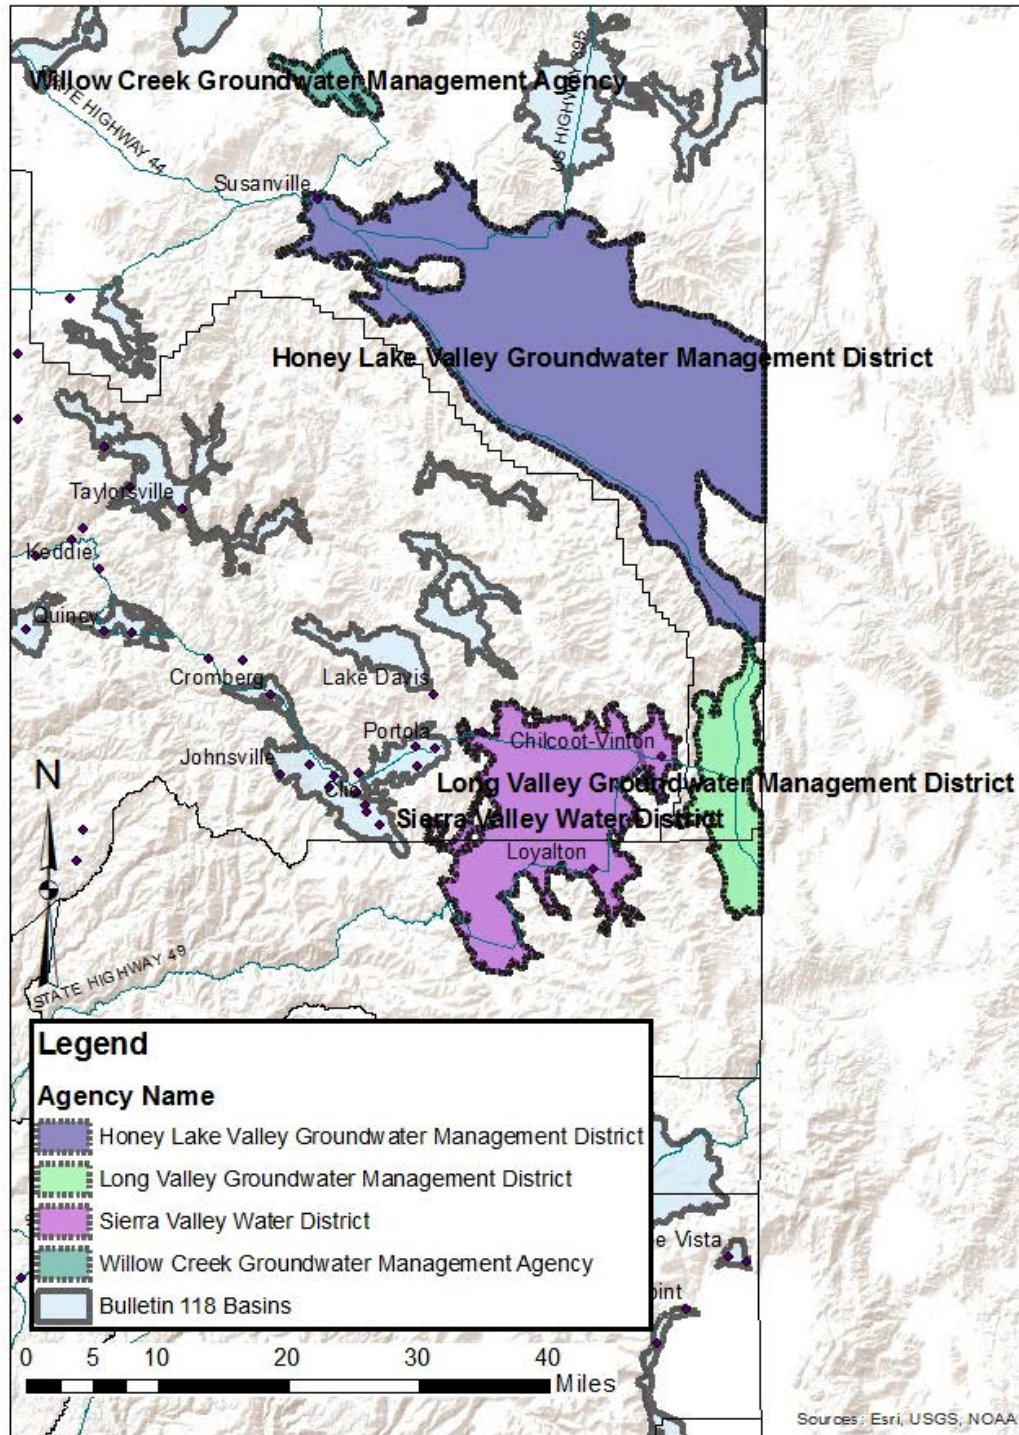 Willow Creek Groundwater Management Agency
STATE HIGHWAY 44
US HIGHWAY 395
Susanville
Honey Lake Valley Groundwater Management District
Taylorsville
Keddie
Quincy
Cromberg
Lake Davis
Portola
Chilcoot-Vinton
Johnsville
Clio
Long Valley Groundwater Management District
Sierra Valley Water District
Loyalton
N
STATE HIGHWAY 49
Legend
Agency Name
Honey Lake Valley Groundwater Management District
Long Valley Groundwater Management District
Sierra Valley Water District
Willow Creek Groundwater Management Agency
Bulletin 118 Basins
Vista
0 5 10 20 30 40
Miles
Sources: Esri, USGS, NOAA